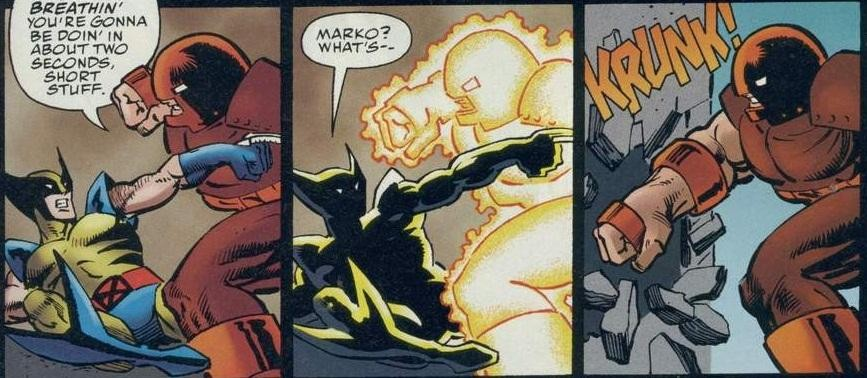 BREATHIN'
YOU'RE GONNA
BE DOIN' IN
ABOUT TWO
SECONDS,
SHORT
STUFF.
MARKO?
WHAT'S--
KRUNK!